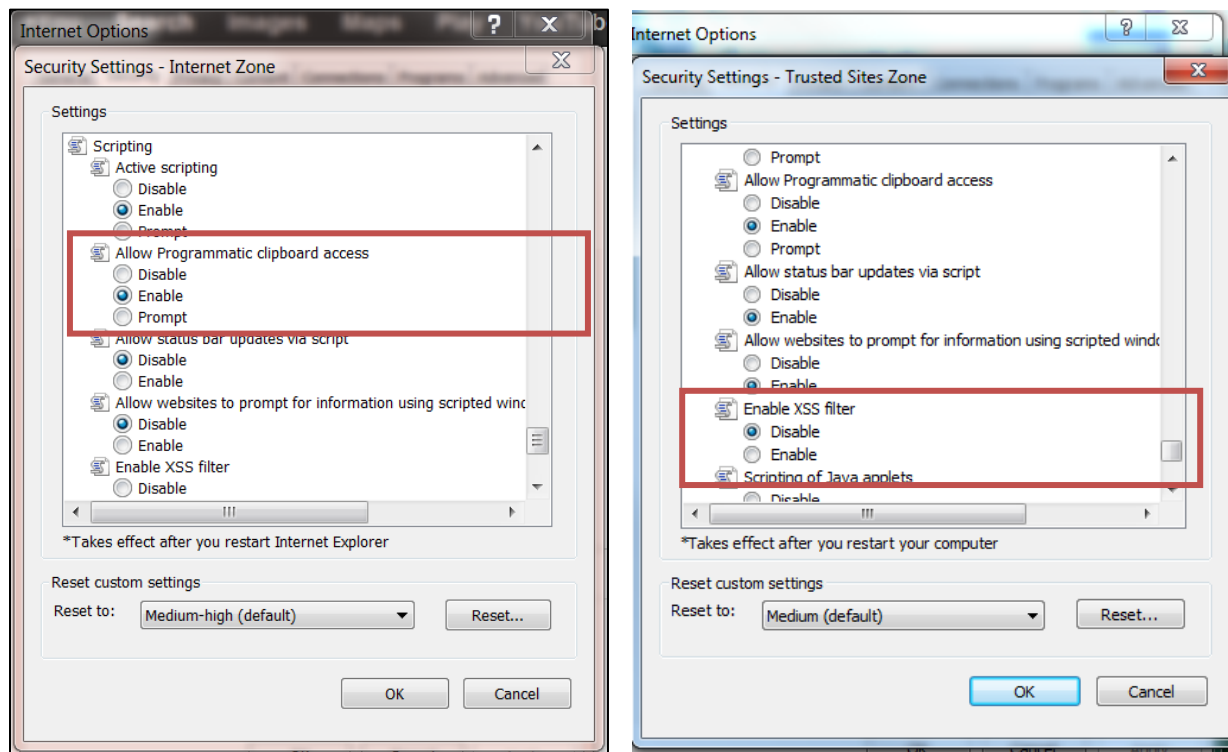 Internet Options
Security Settings - Internet Zone
Settings
Scripting
Active scripting
Disable
Enable
Prompt
Allow Programmatic clipboard access
Disable
Enable
Prompt
Allow status bar updates via script
Disable
Enable
Allow websites to prompt for information using scripted winc
Disable
Enable
Enable XSS filter
Disable
*Takes effect after you restart Internet Explorer
Reset custom settings
Reset to:
Medium-high (default)
Reset...
OK
Cancel
Internet Options
Security Settings - Trusted Sites Zone
Settings
Prompt
Allow Programmatic clipboard access
Disable
Enable
Prompt
Allow status bar updates via script
Disable
Enable
Allow websites to prompt for information using scripted windc
Disable
Enable
Enable XSS filter
Disable
Enable
Scripting of Java applets
Disable
*Takes effect after you restart your computer
Reset custom settings
Reset to:
Medium (default)
Reset...
OK
Cancel